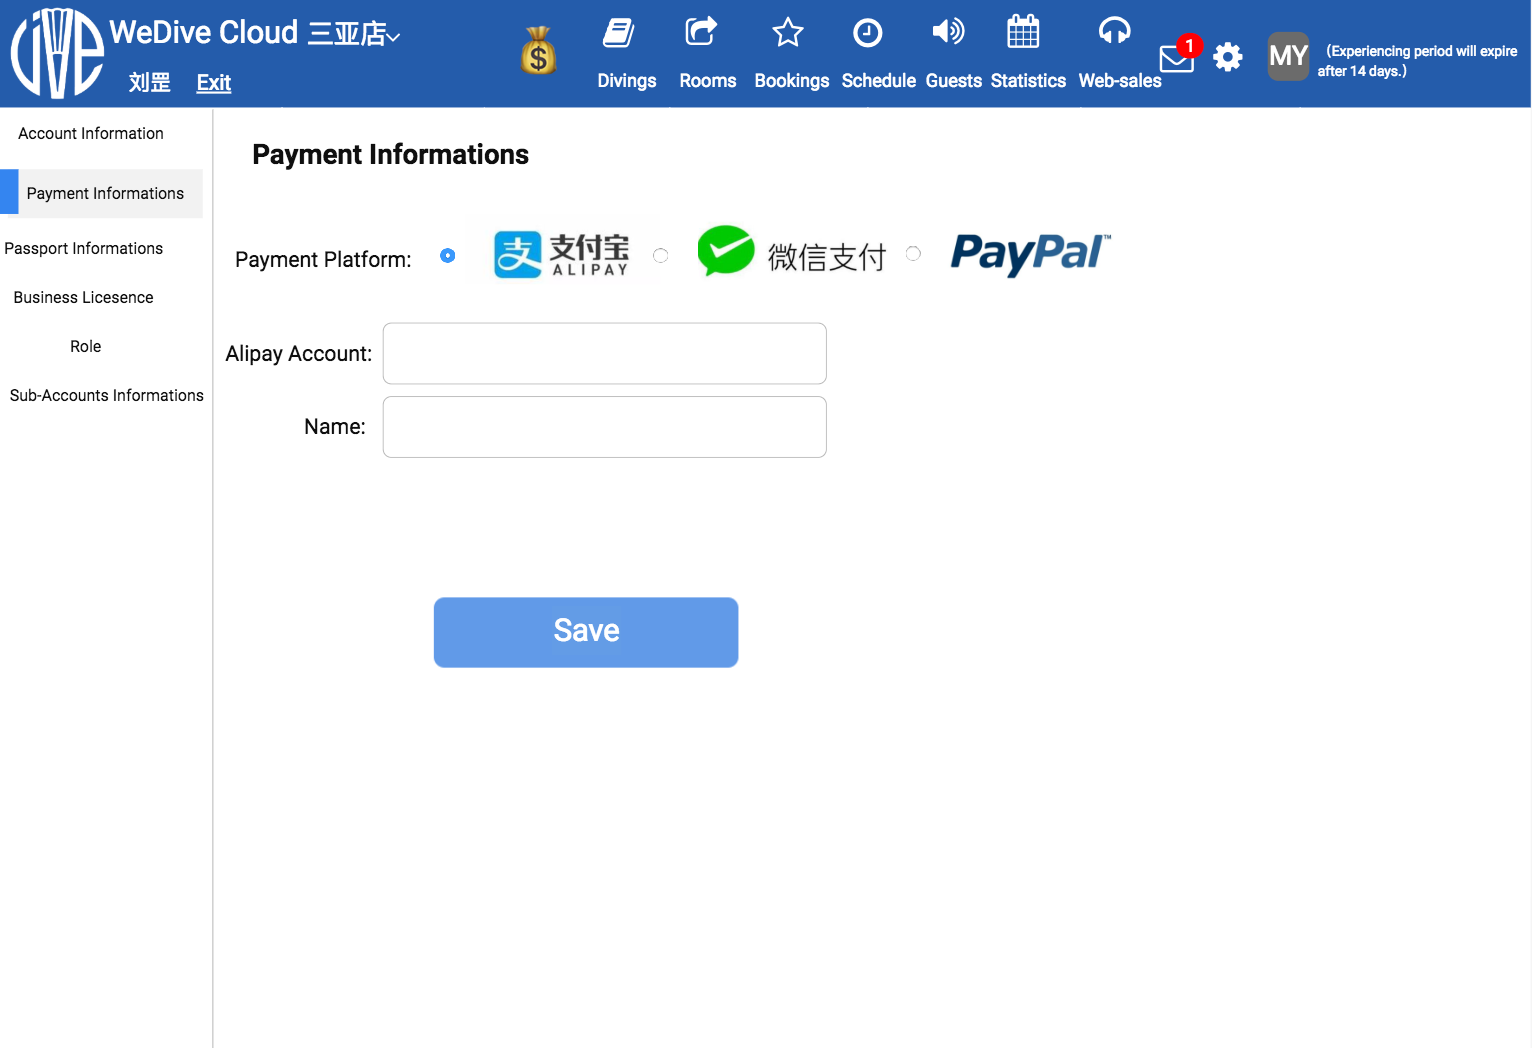 WeDive Cloud 三亚店
刘罡 Exit
$
Divings
Rooms
Bookings
Schedule
Guests
Statistics
Web-sales
1
MY
(Experiencing period will expire
after 14 days.)
Account Information
Payment Informations
Passport Informations
Business Licesence
Role
Sub-Accounts Informations
Payment Informations
Payment Platform:
支 支付宝
ALIPAY
微信支付
PayPal™
Alipay Account:
Name:
Save